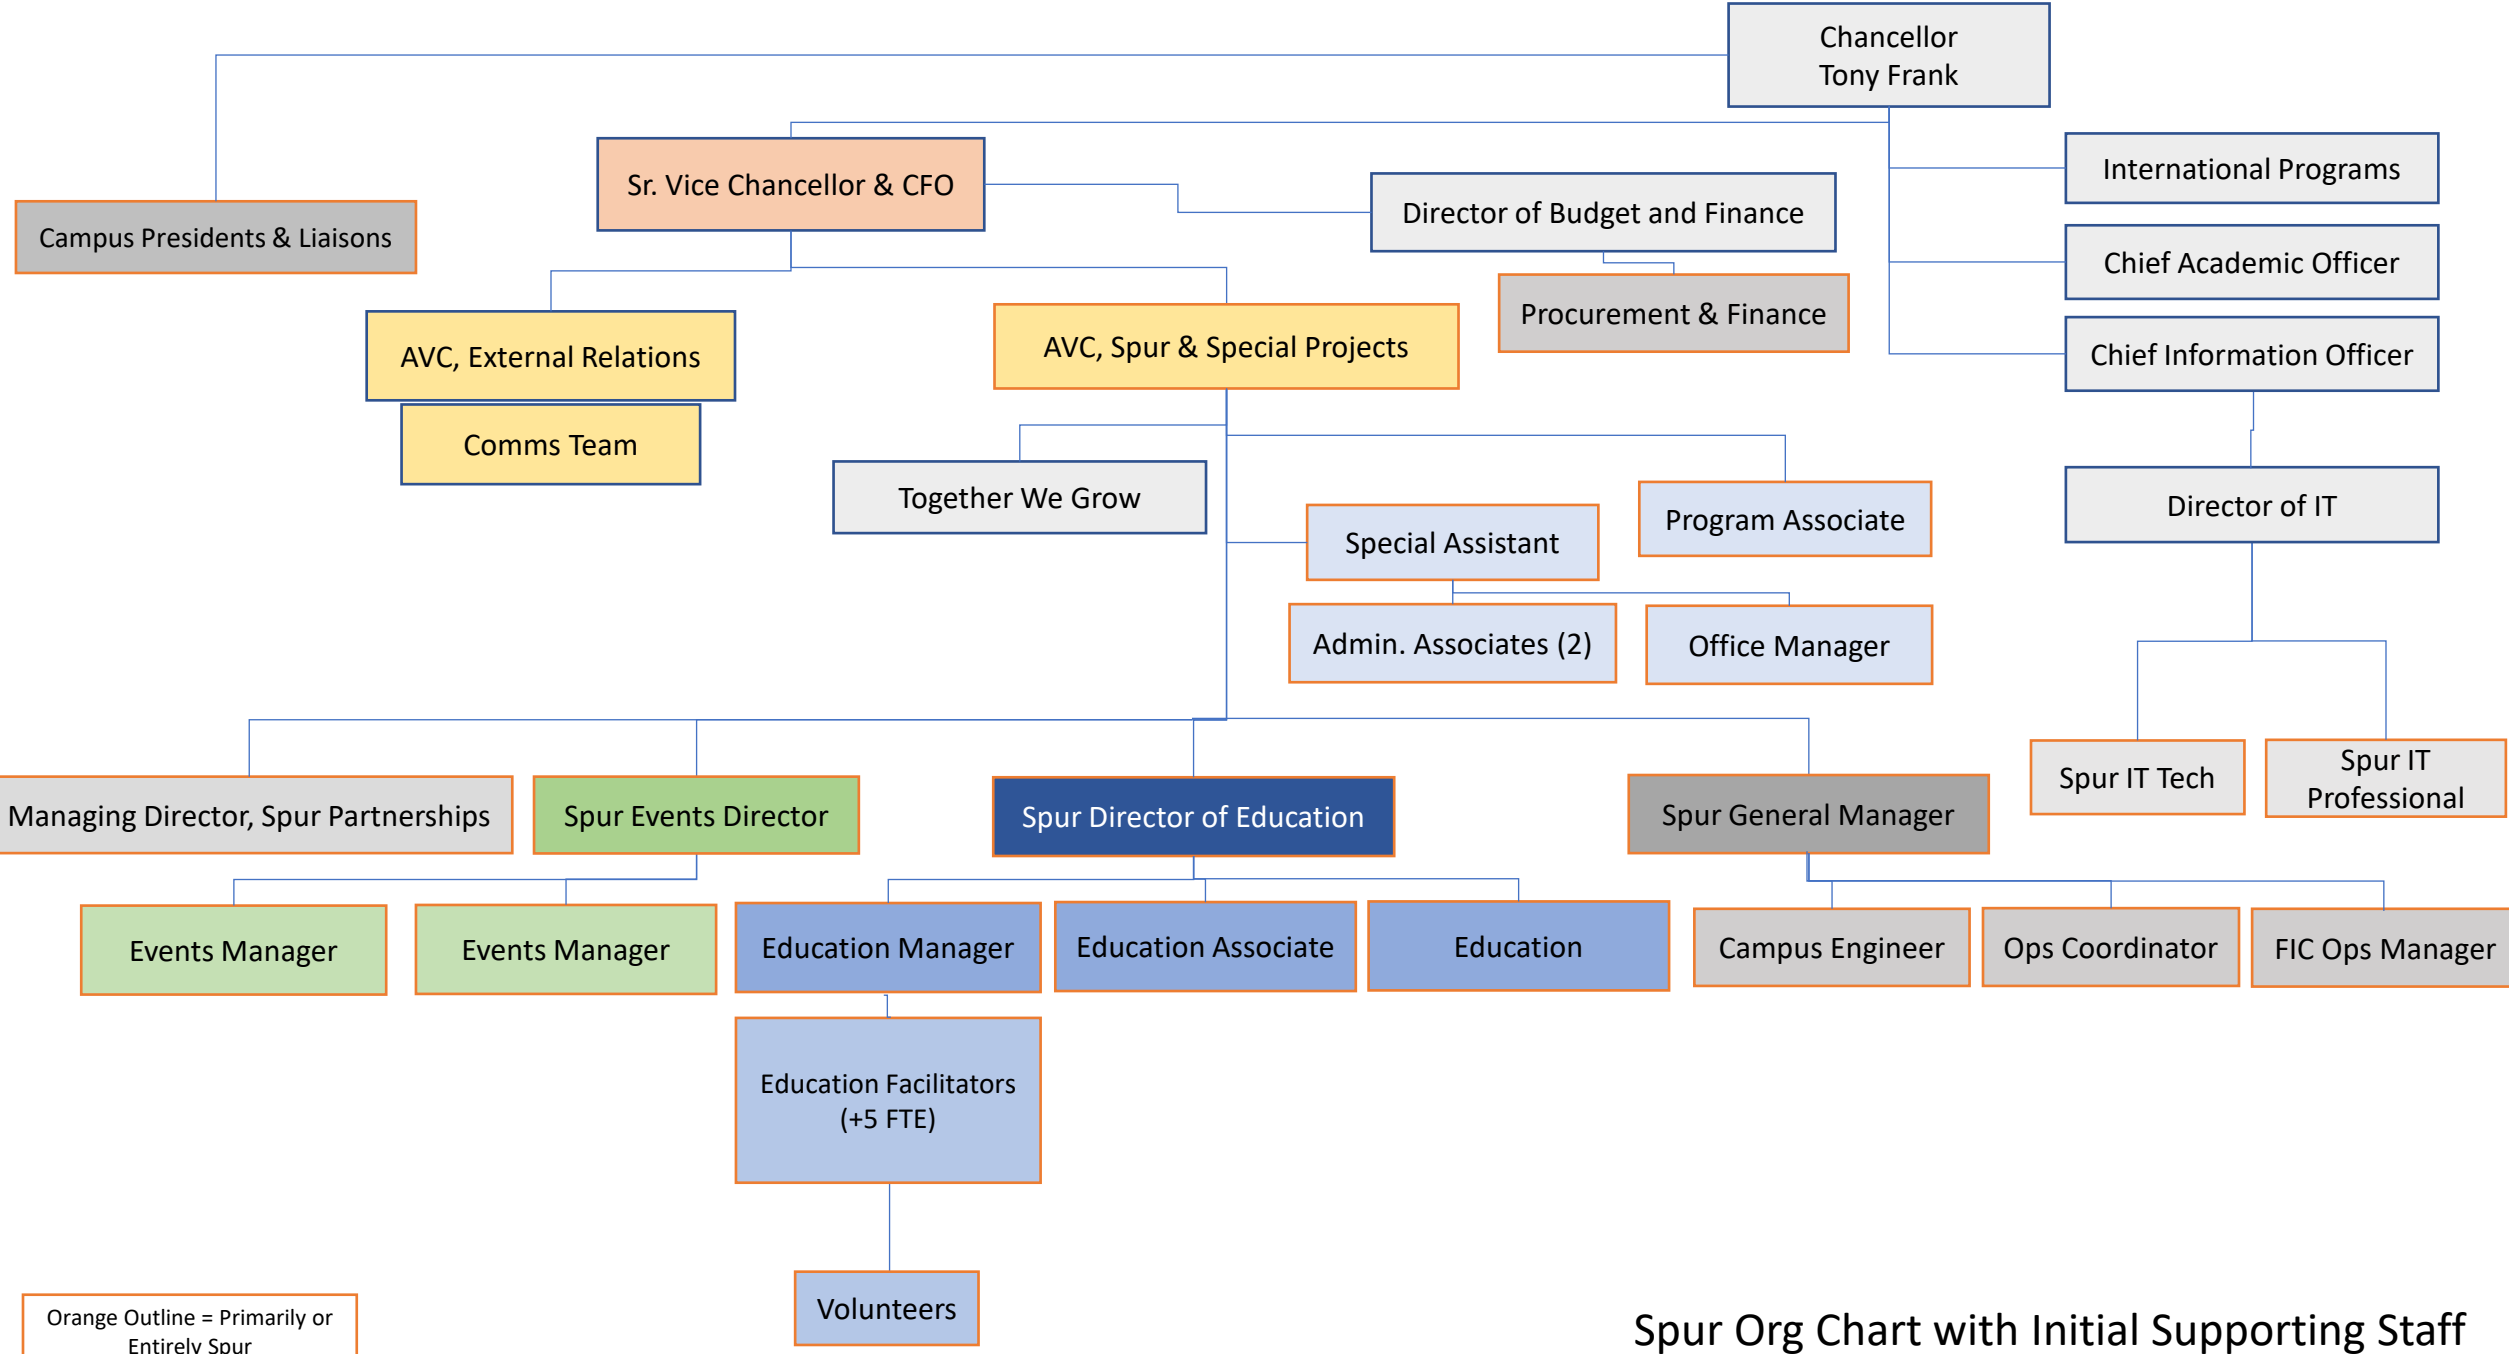 Chancellor
Tony Frank
International Programs
Sr. Vice Chancellor & CFO
Director of Budget and Finance
Campus Presidents & Liaisons
Chief Academic Officer
Procurement & Finance
AVC, External Relations
AVC, Spur & Special Projects
Chief Information Officer
Comms Team
Together We Grow
Program Associate
Director of IT
Special Assistant
Admin. Associates (2)
Office Manager
Spur IT Tech
Spur IT
Professional
Managing Director, Spur Partnerships
Spur Events Director
Spur Director of Education
Spur General Manager
Events Manager
Events Manager
Education Manager
Education Associate
Education
Campus Engineer
Ops Coordinator
FIC Ops Manager
Education Facilitators
(+5 FTE)
Volunteers
Orange Outline = Primarily or
Entirely Spur
Spur Org Chart with Initial Supporting Staff